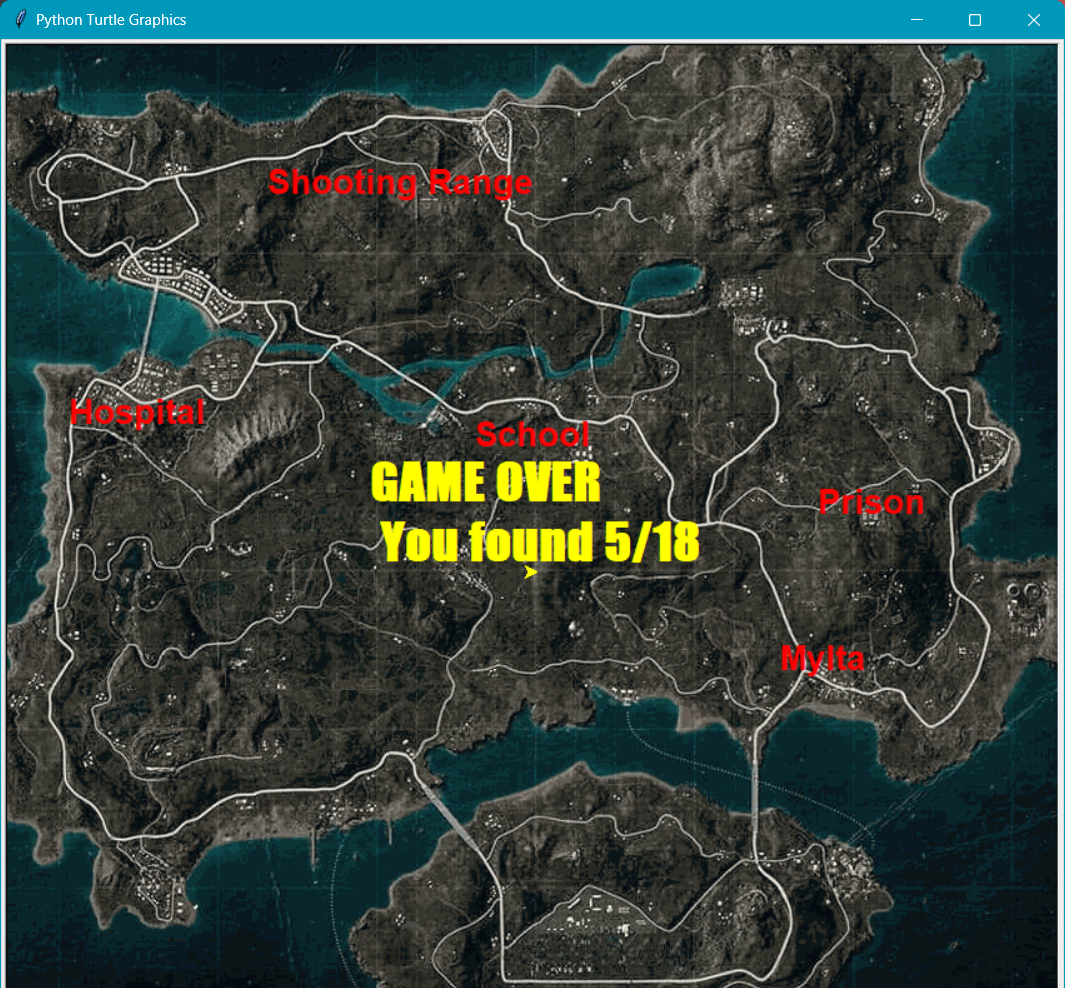 Python Turtle Graphics
Shooting Range
Hospital
School
GAME OVER
Prison
You found 5/18
Mylta